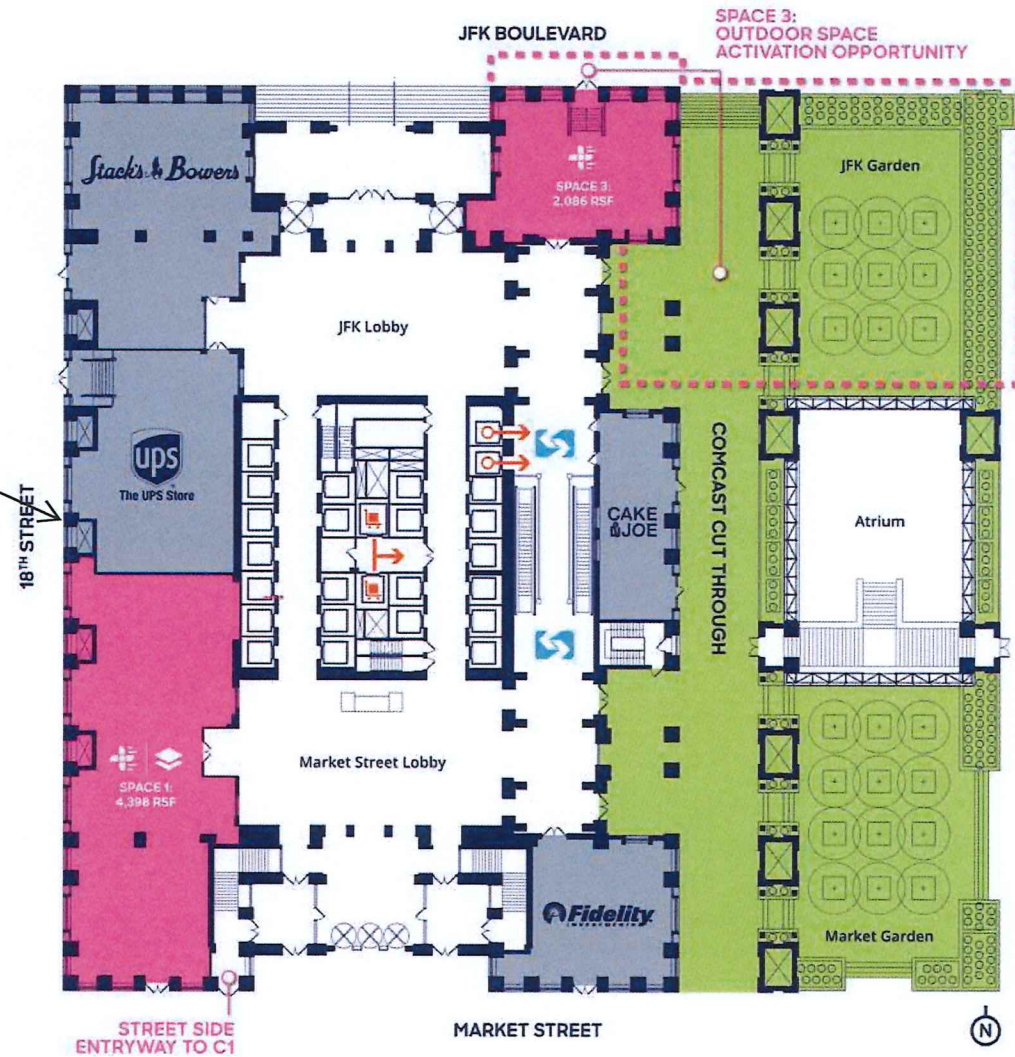 JFK BOULEVARD
SPACE 3:
OUTDOOR SPACE
ACTIVATION OPPORTUNITY
Stack's Bowers
SPACE 3:
2,086 RSF
JFK Garden
JFK Lobby
ups
The UPS Store
18TH STREET
CAKE
& JOE
COMCAST CUT THROUGH
Atrium
Market Street Lobby
SPACE 1:
4,398 RSF
Fidelity
INVESTMENTS
Market Garden
STREET SIDE
ENTRYWAY TO C1
MARKET STREET
N